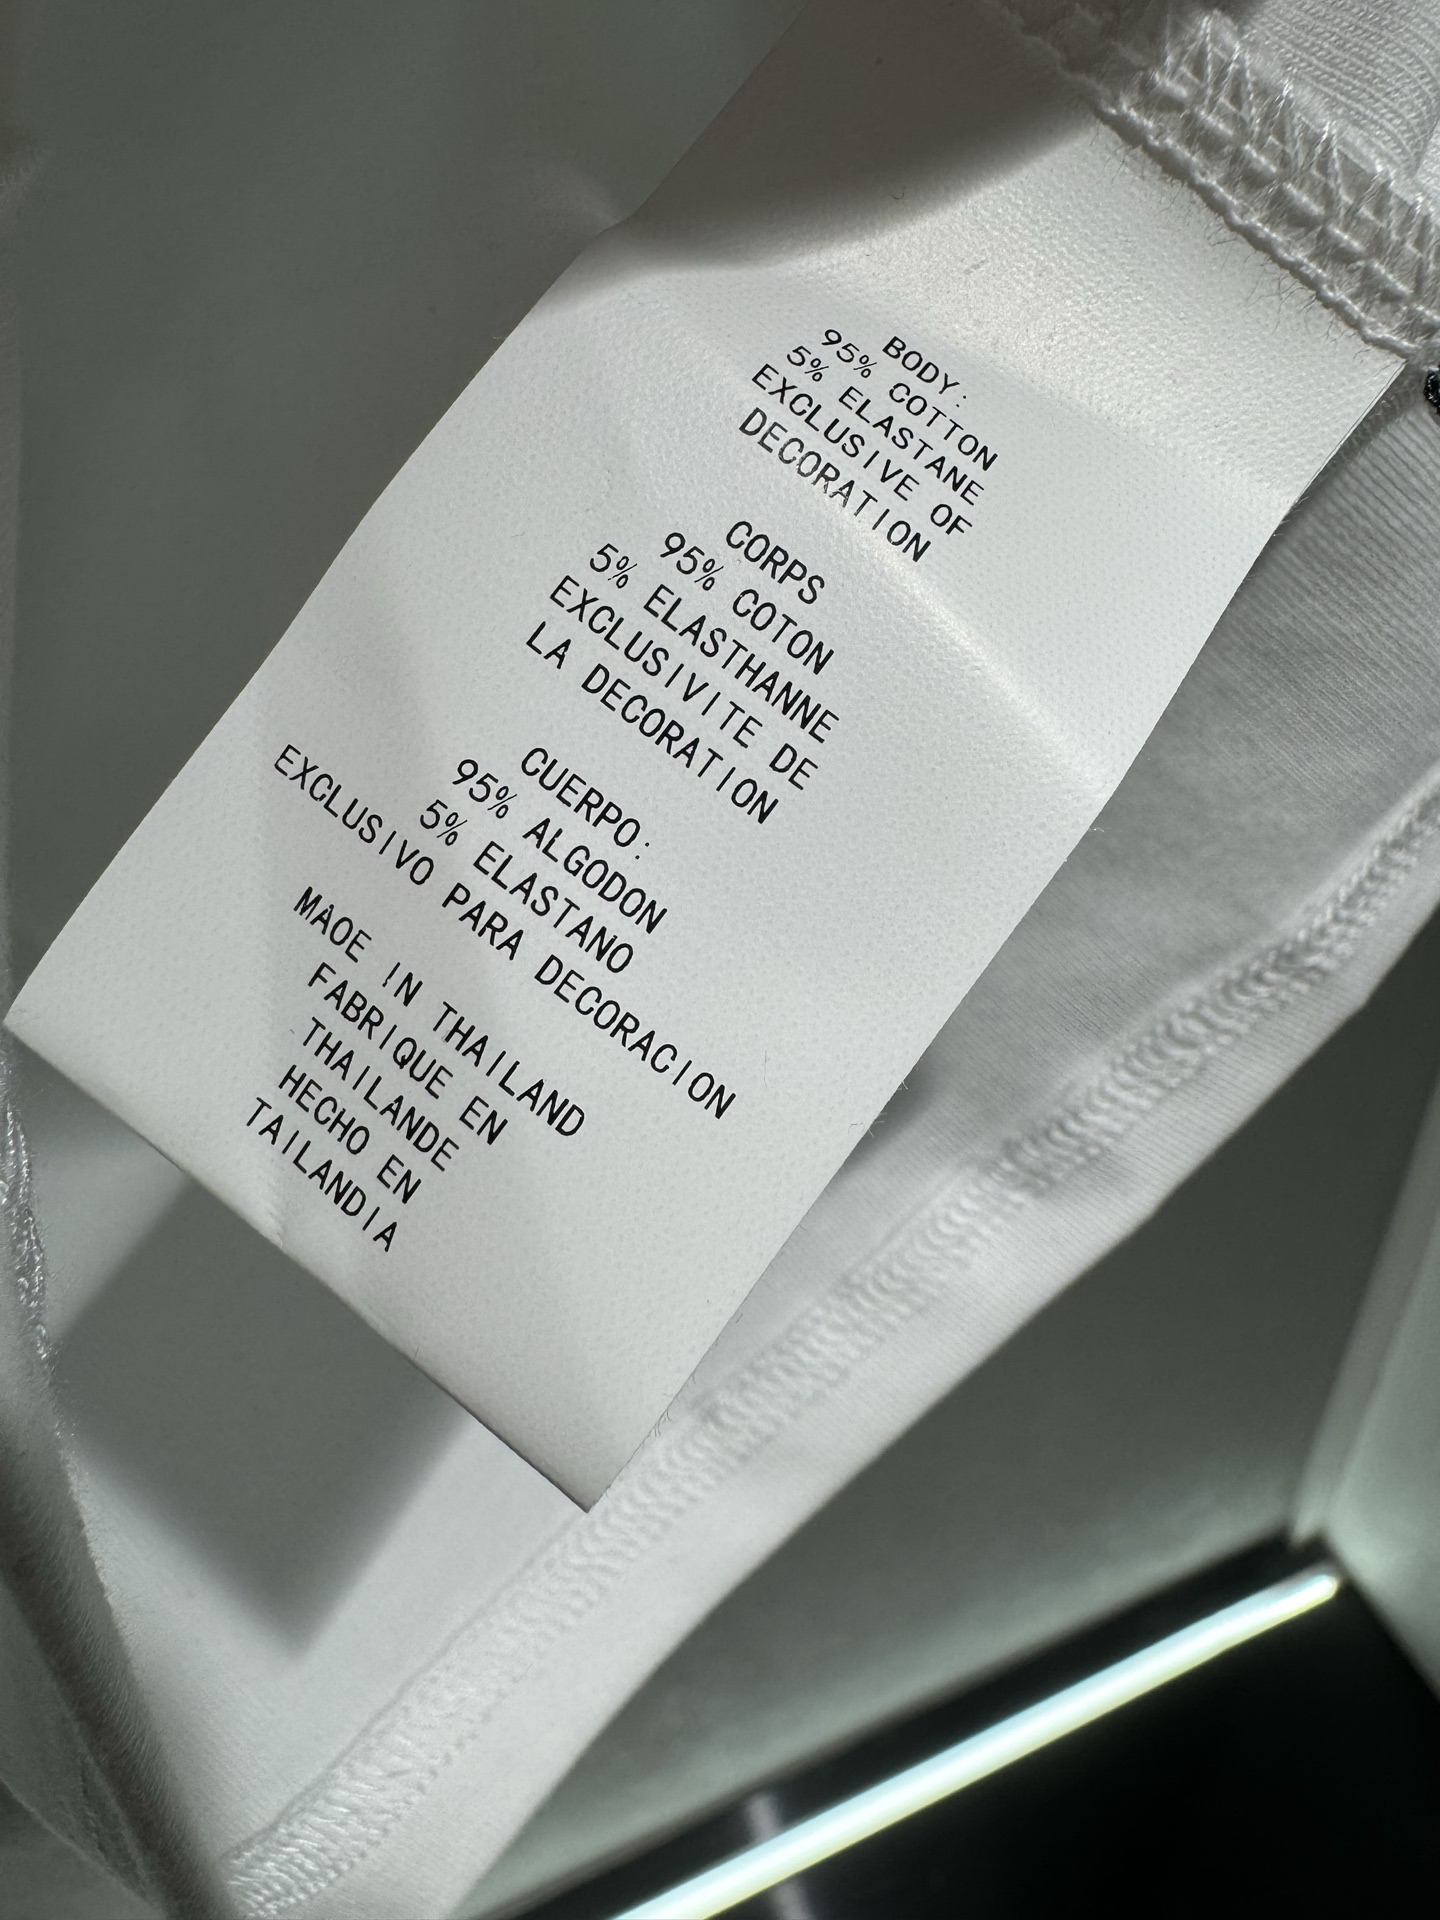 BODY:
95% COTTON
5% ELASTANE
EXCLUSIVE OF
DECORATION
CORPS
95% COTON
5% ELASTHANNE
EXCLUSIVITE DE
LA DECORATION
CUERPO:
95% ALGODON
5% ELASTANO
EXCLUSIVO PARA DECORACION
MAOE IN THAILAND
FABRIQUE EN
THAILANDE
HECHO EN
TAILANDIA